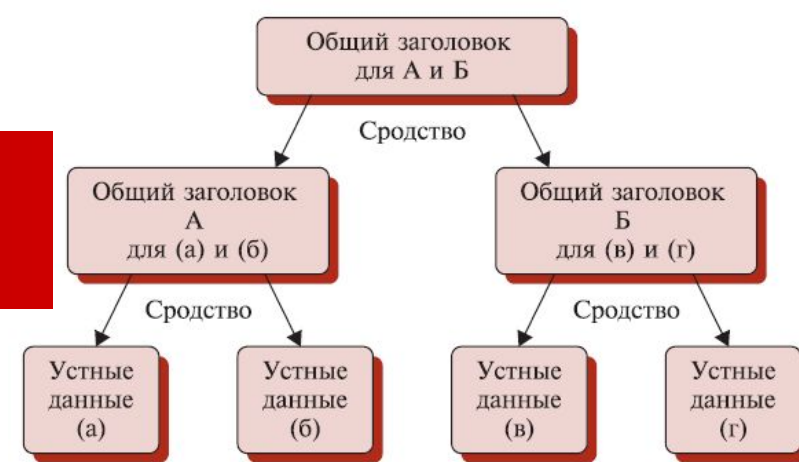 Общий заголовок
для А и Б
Сродство
Общий заголовок
А
для (а) и (б)
Общий заголовок
Б
для (в) и (г)
Сродство
Сродство
Устные
данные
(а)
Устные
данные
(б)
Устные
данные
(в)
Устные
данные
(г)